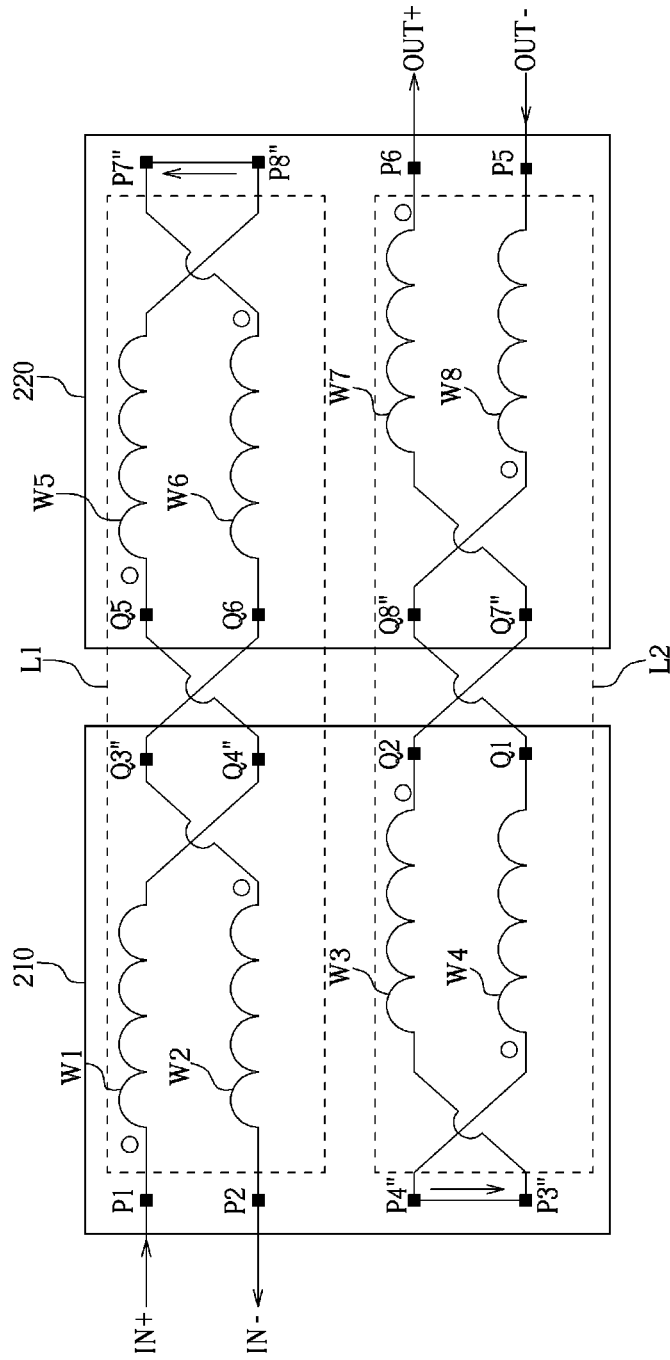 210
L1
220
W1
W5
P1
Q3"
Q5
P7"
IN+
W2
W6
P2
Q4"
Q6
P8"
IN-
W3
W7
P4"
Q2
Q8"
P6
OUT+
W4
W8
P3"
Q1
Q7"
P5
OUT-
L2